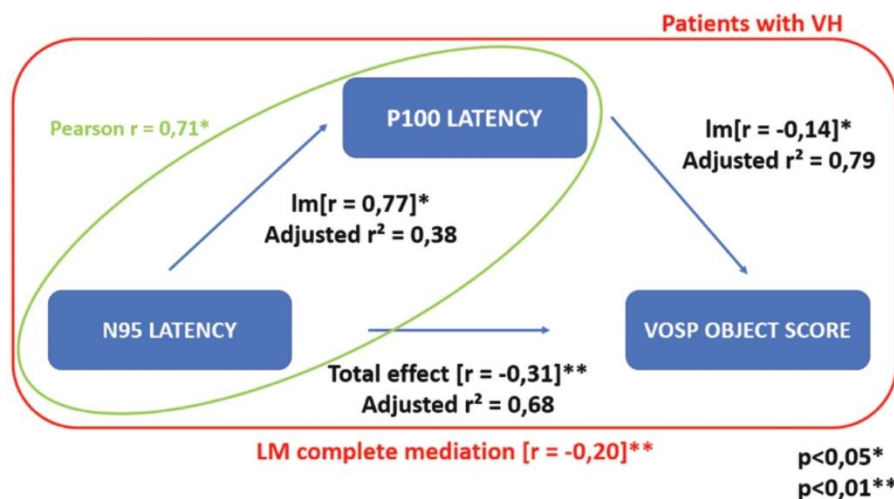 Patients with VH
P100 LATENCY
Pearson r = 0,71*
lm[r = -0,14]*
Adjusted r² = 0,79
lm[r = 0,77]*
Adjusted r² = 0,38
N95 LATENCY
VOSP OBJECT SCORE
Total effect [r = -0,31]**
Adjusted r² = 0,68
LM complete mediation [r = -0,20]**
p<0,05*
p<0,01**